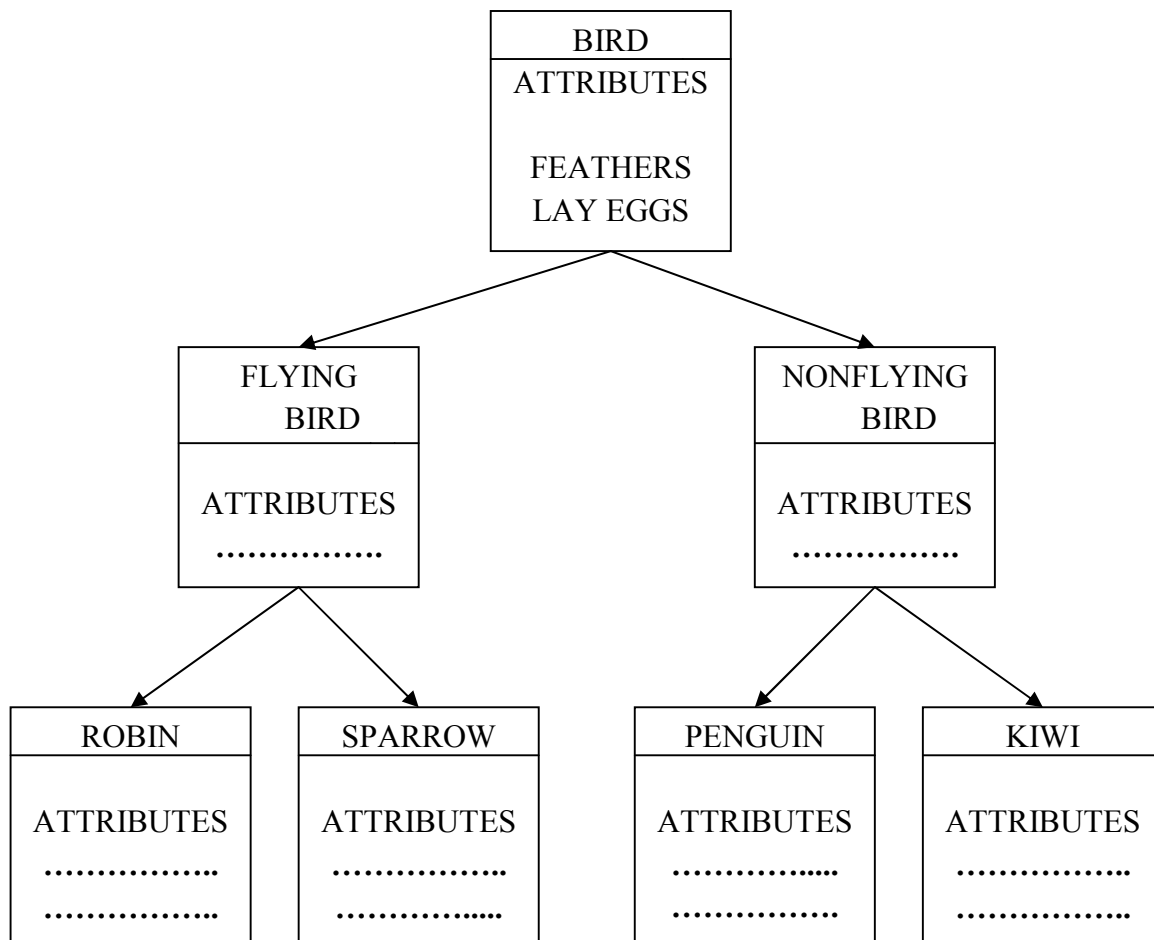 BIRD
ATTRIBUTES
FEATHERS
LAY EGGS
FLYING
BIRD
ATTRIBUTES
…………….
NONFLYING
BIRD
ATTRIBUTES
…………….
ROBIN
ATTRIBUTES
……………..
……………..
SPARROW
ATTRIBUTES
……………..
………….....
PENGUIN
ATTRIBUTES
………….....
…………….
KIWI
ATTRIBUTES
……………..
……………..